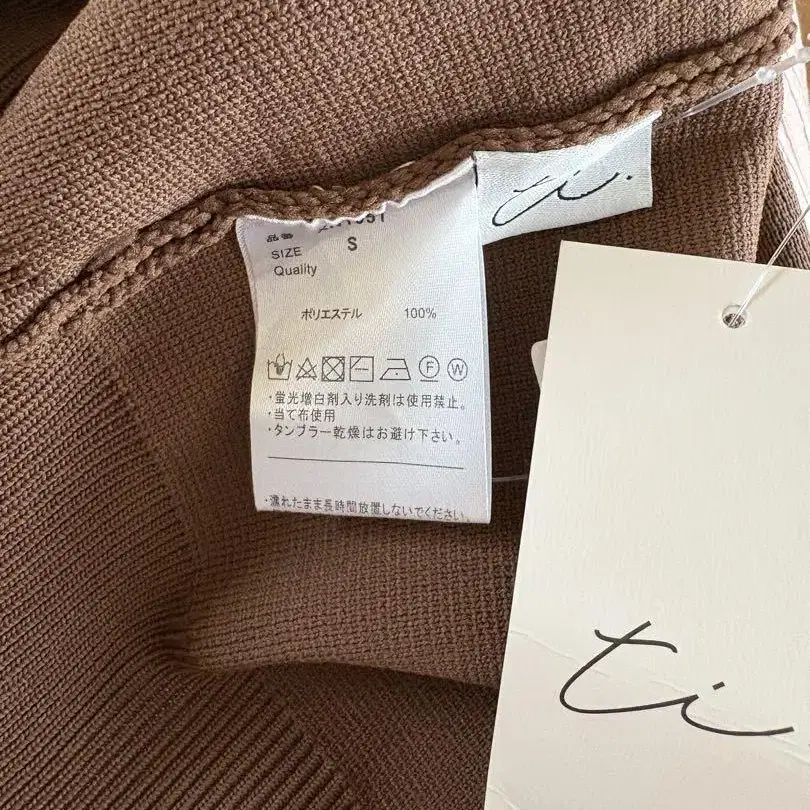 ti.
品番
SIZE S
Quality
ポリエステル 100%
F W
・蛍光増白剤入り洗剤は使用禁止。
・当て布使用
・タンブラー乾燥はお避け下さい。
・濡れたまま長時間放置しないでください。
ti